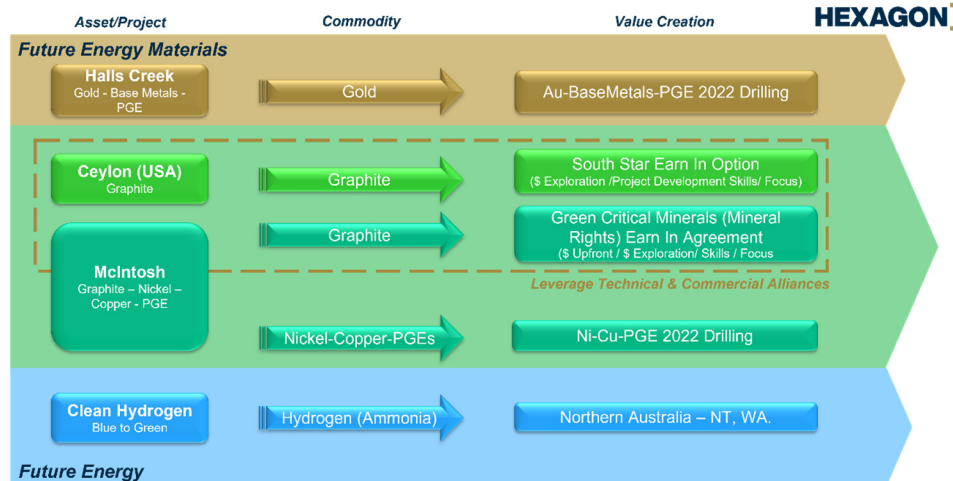 Asset/Project
Commodity
Value Creation
HEXAGON
Future Energy Materials
Halls Creek
Gold - Base Metals -
PGE
Gold
Au-BaseMetals-PGE 2022 Drilling
Ceylon (USA)
Graphite
Graphite
South Star Earn In Option
($ Exploration /Project Development Skills/ Focus)
Graphite
Green Critical Minerals (Mineral
Rights) Earn In Agreement
($ Upfront / $ Exploration/ Skills / Focus
McIntosh
Graphite – Nickel –
Copper - PGE
Leverage Technical & Commercial Alliances
Nickel-Copper-PGEs
Ni-Cu-PGE 2022 Drilling
Clean Hydrogen
Blue to Green
Hydrogen (Ammonia)
Northern Australia – NT, WA.
Future Energy